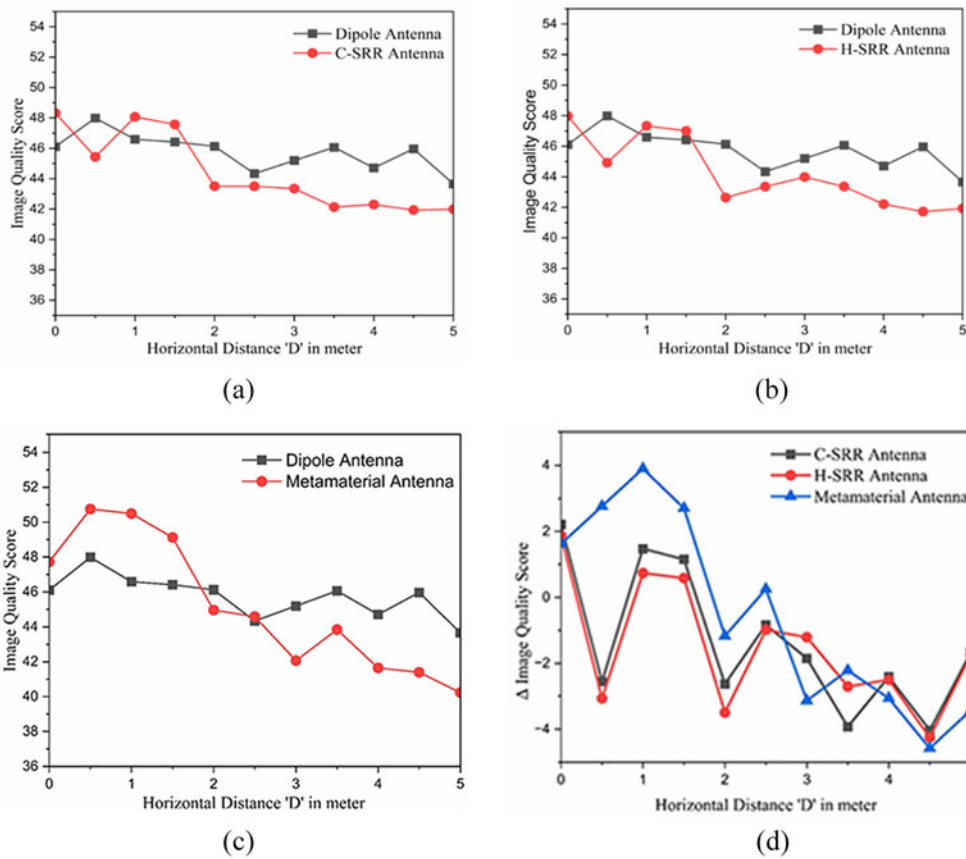 54
52
50
48
46
44
42
40
38
36
Image Quality Score
Dipole Antenna
C-SRR Antenna
0 1 2 3 4 5
Horizontal Distance 'D' in meter
(a)
54
52
50
48
46
44
42
40
38
36
Image Quality Score
Dipole Antenna
H-SRR Antenna
0 1 2 3 4 5
Horizontal Distance 'D' in meter
(b)
54
52
50
48
46
44
42
40
38
36
Image Quality Score
Dipole Antenna
Metamaterial Antenna
0 1 2 3 4 5
Horizontal Distance 'D' in meter
(c)
4
2
0
-2
-4
Δ Image Quality Score
C-SRR Antenna
H-SRR Antenna
Metamaterial Antenna
0 1 2 3 4
Horizontal Distance 'D' in meter
(d)